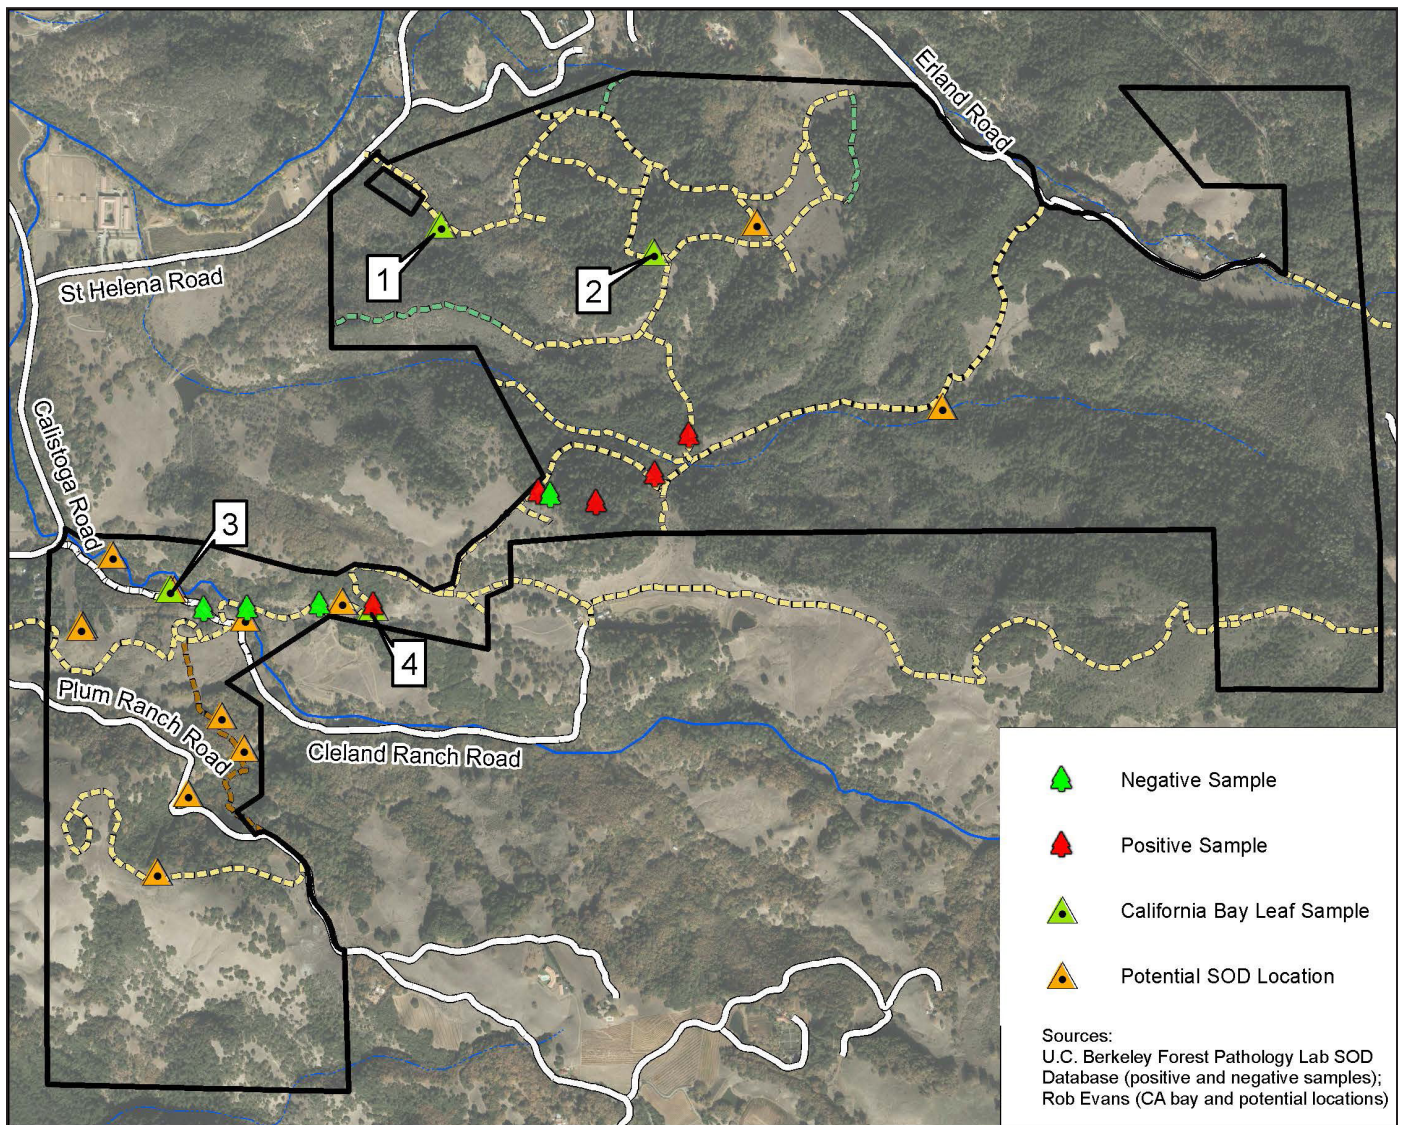 Erland Road
1
2
St Helena Road
Calistoga Road
3
4
Plum Ranch Road
Cleland Ranch Road
Negative Sample
Positive Sample
California Bay Leaf Sample
Potential SOD Location
Sources:
U.C. Berkeley Forest Pathology Lab SOD
Database (positive and negative samples);
Rob Evans (CA bay and potential locations)